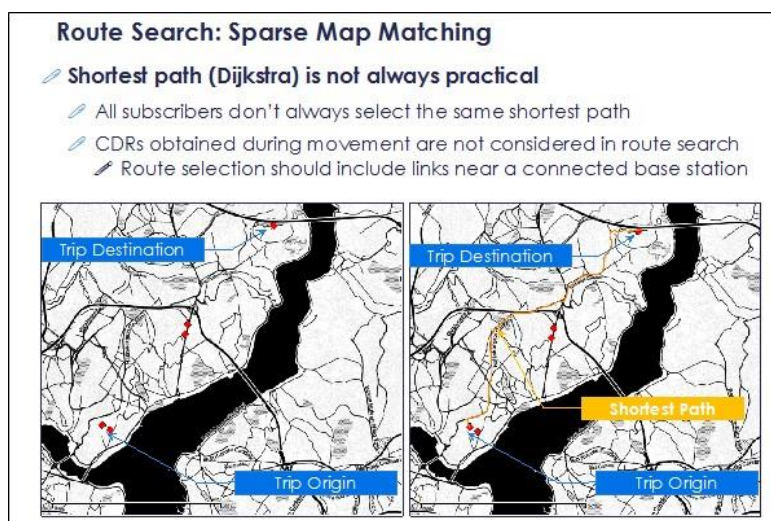 Route Search: Sparse Map Matching
Shortest path (Dijkstra) is not always practical
All subscribers don't always select the same shortest path
CDRs obtained during movement are not considered in route search
Route selection should include links near a connected base station
Trip Destination
Trip Origin
Trip Destination
Shortest Path
Trip Origin